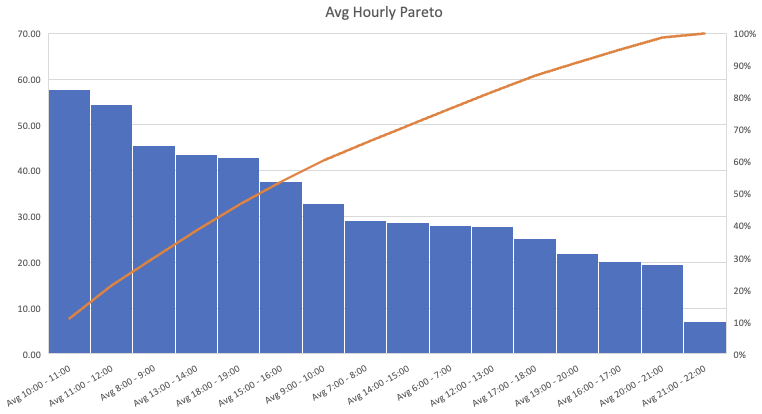 Avg Hourly Pareto
70.00
60.00
50.00
40.00
30.00
20.00
10.00
0.00
100%
90%
80%
70%
60%
50%
40%
30%
20%
10%
0%
Avg 10:00 - 11:00
Avg 11:00 - 12:00
Avg 8:00 - 9:00
Avg 13:00 - 14:00
Avg 18:00 - 19:00
Avg 15:00 - 16:00
Avg 9:00 - 10:00
Avg 7:00 - 8:00
Avg 14:00 -15:00
Avg 6:00 - 7:00
Avg 12:00 - 13:00
Avg 17:00 - 18:00
Avg 19:00 - 20:00
Avg 16:00 - 17:00
Avg 20:00 - 21:00
Avg 21:00 - 22:00